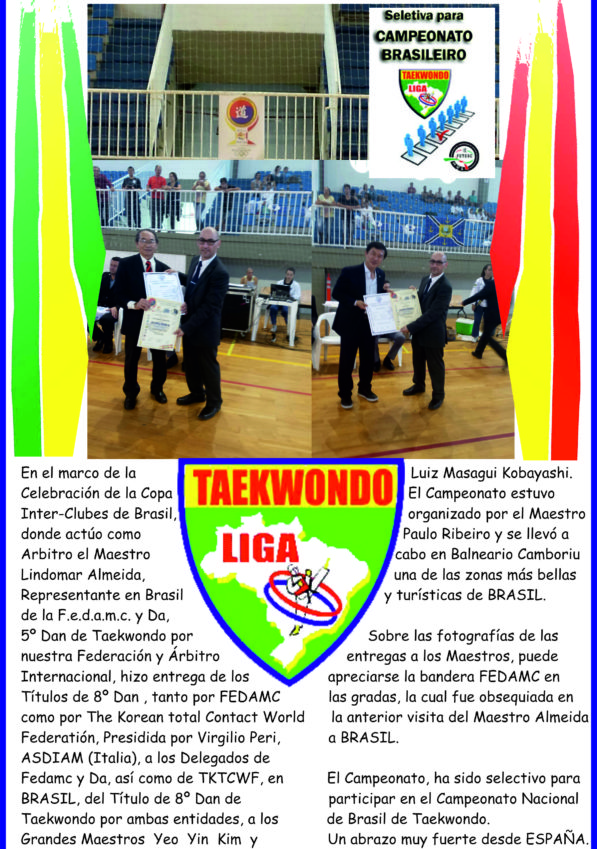 Seletiva para
CAMPEONATO
BRASILEIRO
TAEKWONDO
LIGA
道
En el marco de la
Celebración de la Copa
Inter-Clubes de Brasil,
donde actúo como
Arbitro el Maestro
Lindomar Almeida,
Representante en Brasil
de la F.e.d.a.m.c. y Da,
5º Dan de Taekwondo por
nuestra Federación y Árbitro
Internacional, hizo entrega de los
Títulos de 8º Dan , tanto por FEDAMC
como por The Korean total Contact World
Federatión, Presidida por Virgilio Peri,
ASDIAM (Italia), a los Delegados de
Fedamc y Da, así como de TKTCWF, en
BRASIL, del Título de 8º Dan de
Taekwondo por ambas entidades, a los
Grandes Maestros Yeo Yin Kim y
TAEKWONDO
LIGA
Luiz Masagui Kobayashi.
El Campeonato estuvo
organizado por el Maestro
Paulo Ribeiro y se llevó a
cabo en Balneario Camboriu
una de las zonas más bellas
y turísticas de BRASIL.
Sobre las fotografías de las
entregas a los Maestros, puede
apreciarse la bandera FEDAMC en
las gradas, la cual fue obsequiada en
la anterior visita del Maestro Almeida
a BRASIL.
El Campeonato, ha sido selectivo para
participar en el Campeonato Nacional
de Brasil de Taekwondo.
Un abrazo muy fuerte desde ESPAÑA.